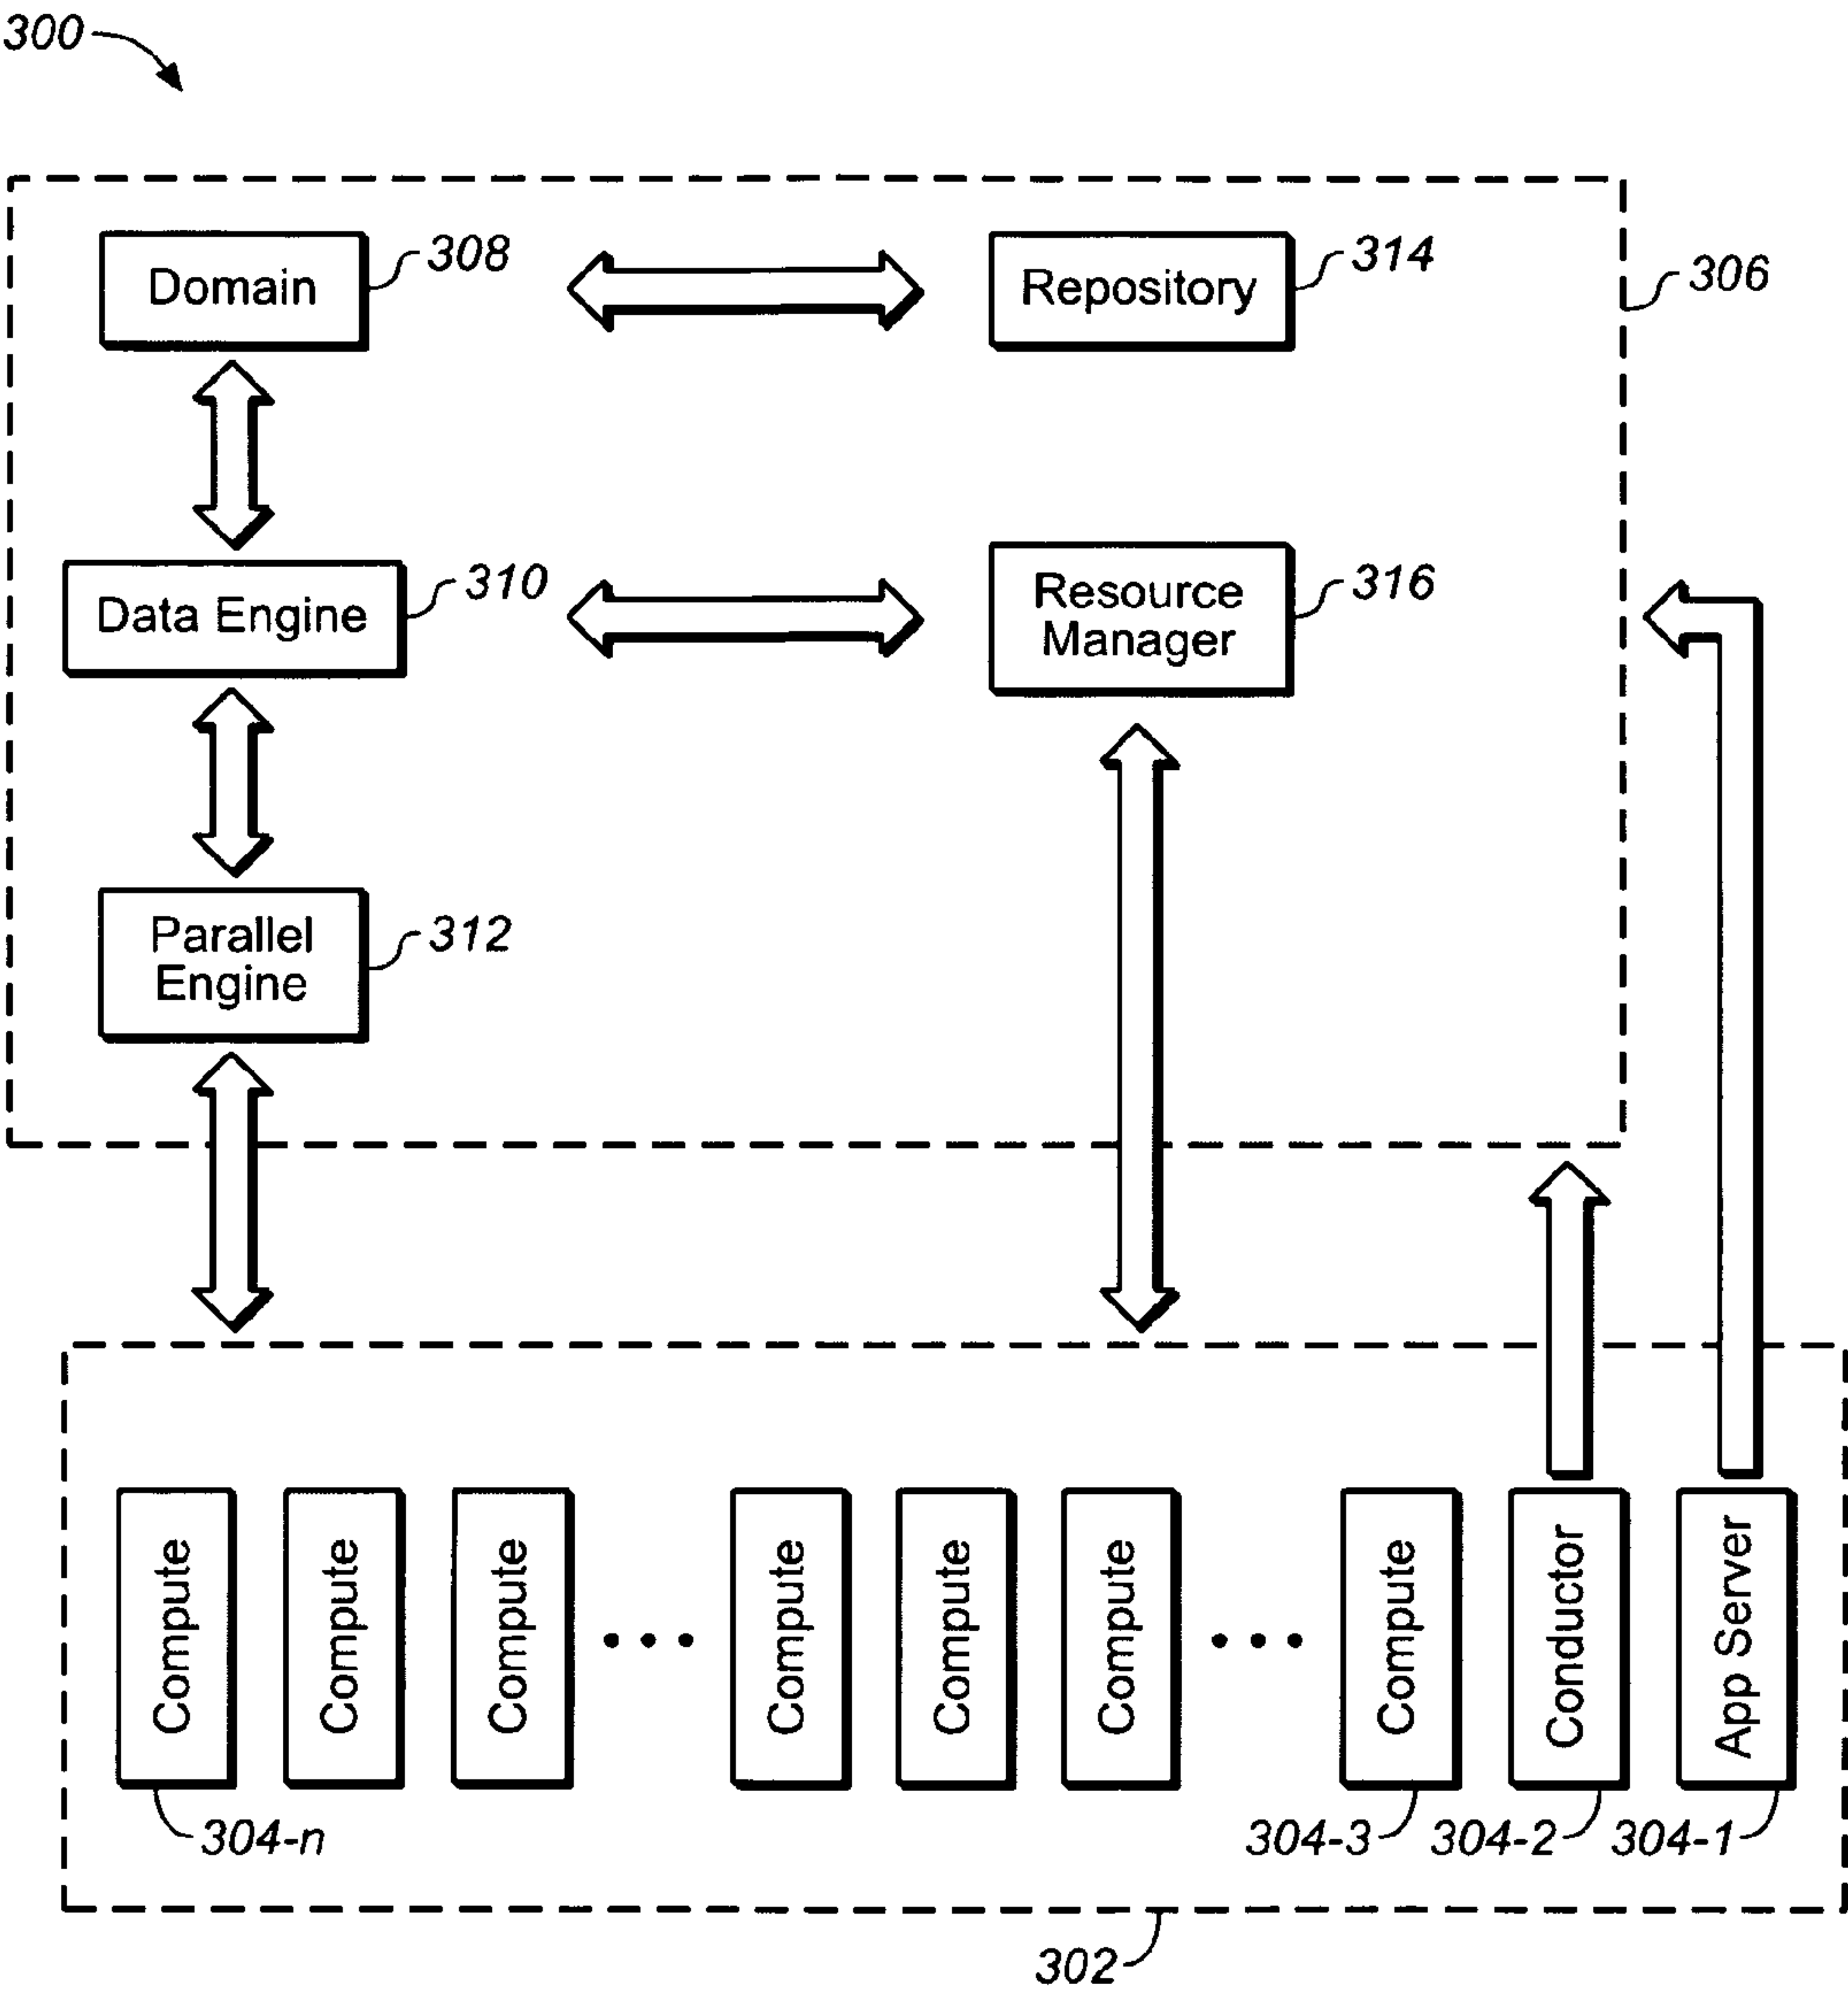 300
Domain
308
Repository
314
306
Data Engine
310
Resource
Manager
316
Parallel
Engine
312
Compute
Compute
Compute
Compute
Compute
Compute
Compute
Conductor
App Server
304-n
304-3
304-2
304-1
302